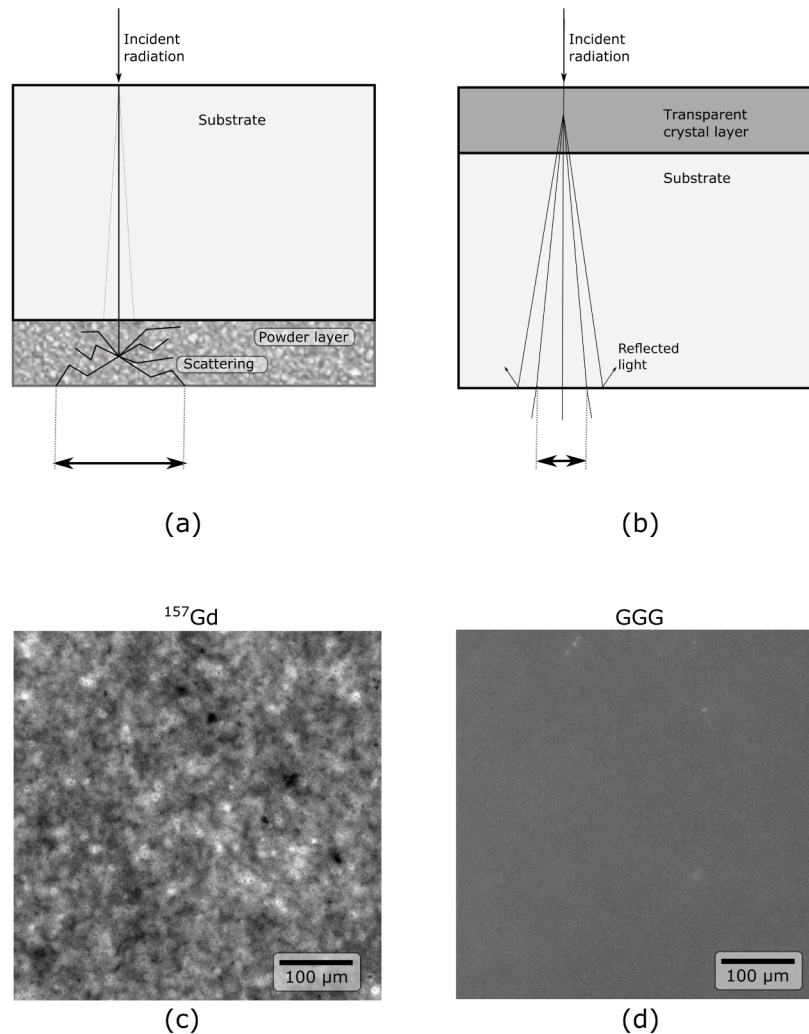 Incident
radiation
Substrate
Powder layer
Scattering
(a)
Incident
radiation
Transparent
crystal layer
Substrate
Reflected
light
(b)
¹⁵⁷Gd
100 µm
(c)
GGG
100 µm
(d)